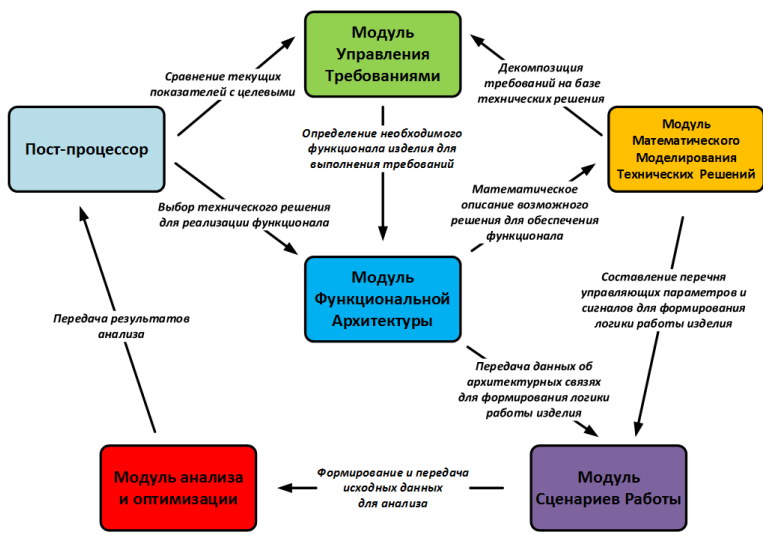 Модуль
Управления
Требованиями
Сравнение текущих
показателей с целевыми
Декомпозиция
требований на базе
технических решения
Пост-процессор
Определение необходимого
функционала изделия для
выполнения требований
Модуль
Математического
Моделирования
Технических Решений
Выбор технического решения
для реализации функционала
Математическое
описание возможного
решения для обеспечения
функционала
Модуль
Функциональной
Архитектуры
Составление перечня
управляющих параметров и
сигналов для формирования
логики работы изделия
Передача результатов
анализа
Передача данных об
архитектурных связях
для формирования логики
работы изделия
Модуль анализа
и оптимизации
Формирование и передача
исходных данных
для анализа
Модуль
Сценариев Работы